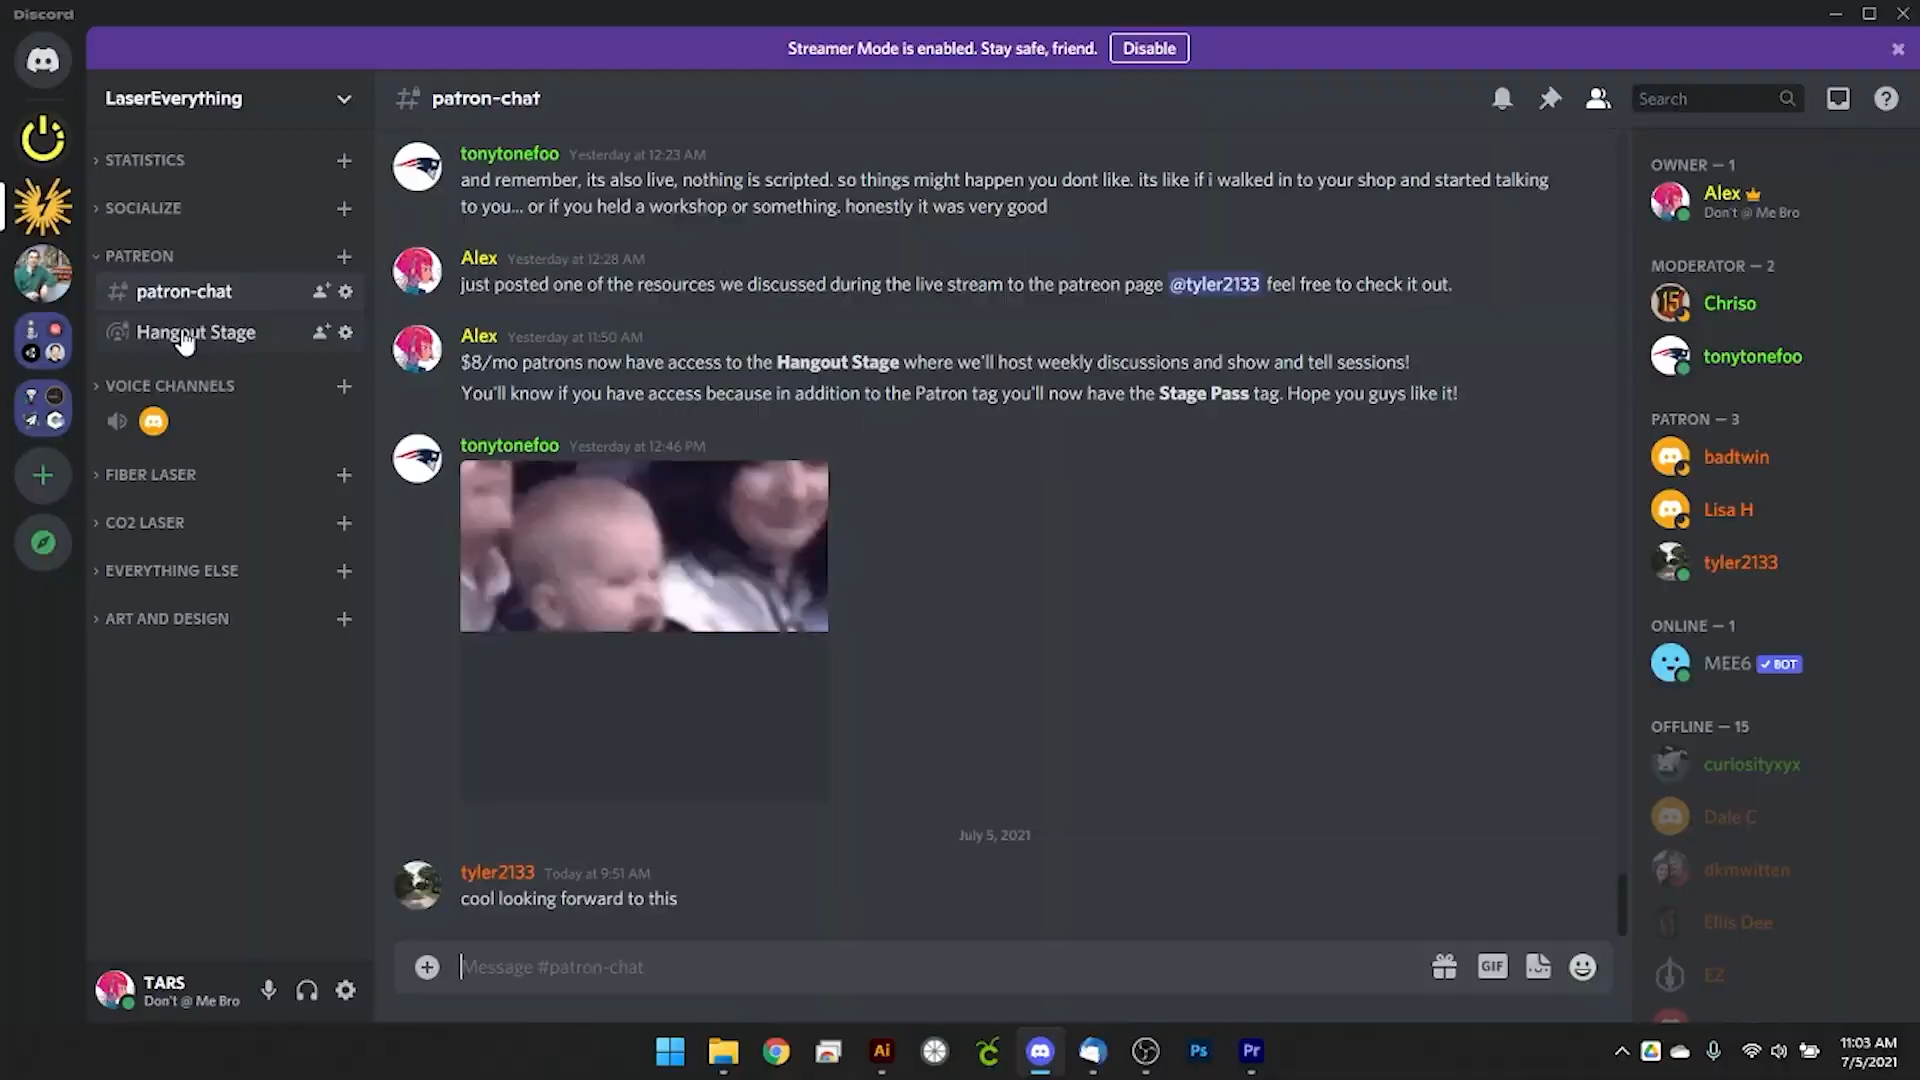 Discord
Streamer Mode is enabled. Stay safe, friend. Disable
LaserEverything
patron-chat
Search
STATISTICS
SOCIALIZE
PATREON
patron-chat
Hangout Stage
VOICE CHANNELS
FIBER LASER
CO2 LASER
EVERYTHING ELSE
ART AND DESIGN
TARS
Don't @ Me Bro
tonytonefoo Yesterday at 12:23 AM
and remember, its also live, nothing is scripted. so things might happen you dont like. its like if i walked in to your shop and started talking
to you... or if you held a workshop or something. honestly it was very good
Alex Yesterday at 12:28 AM
just posted one of the resources we discussed during the live stream to the patreon page @tyler2133 feel free to check it out.
Alex Yesterday at 11:50 AM
$8/mo patrons now have access to the Hangout Stage where we'll host weekly discussions and show and tell sessions!
You'll know if you have access because in addition to the Patron tag you'll now have the Stage Pass tag. Hope you guys like it!
tonytonefoo Yesterday at 12:46 PM
July 5, 2021
tyler2133 Today at 9:51 AM
cool looking forward to this
Message #patron-chat
GIF
OWNER — 1
Alex
Don't @ Me Bro
MODERATOR — 2
Chriso
tonytonefoo
PATRON — 3
badtwin
Lisa H
tyler2133
ONLINE — 1
MEE6 BOT
OFFLINE — 15
curiosityxyx
Dale C
dkmwitten
Ellis Dee
EZ
Ai
Ps
Pr
11:03 AM
7/5/2021